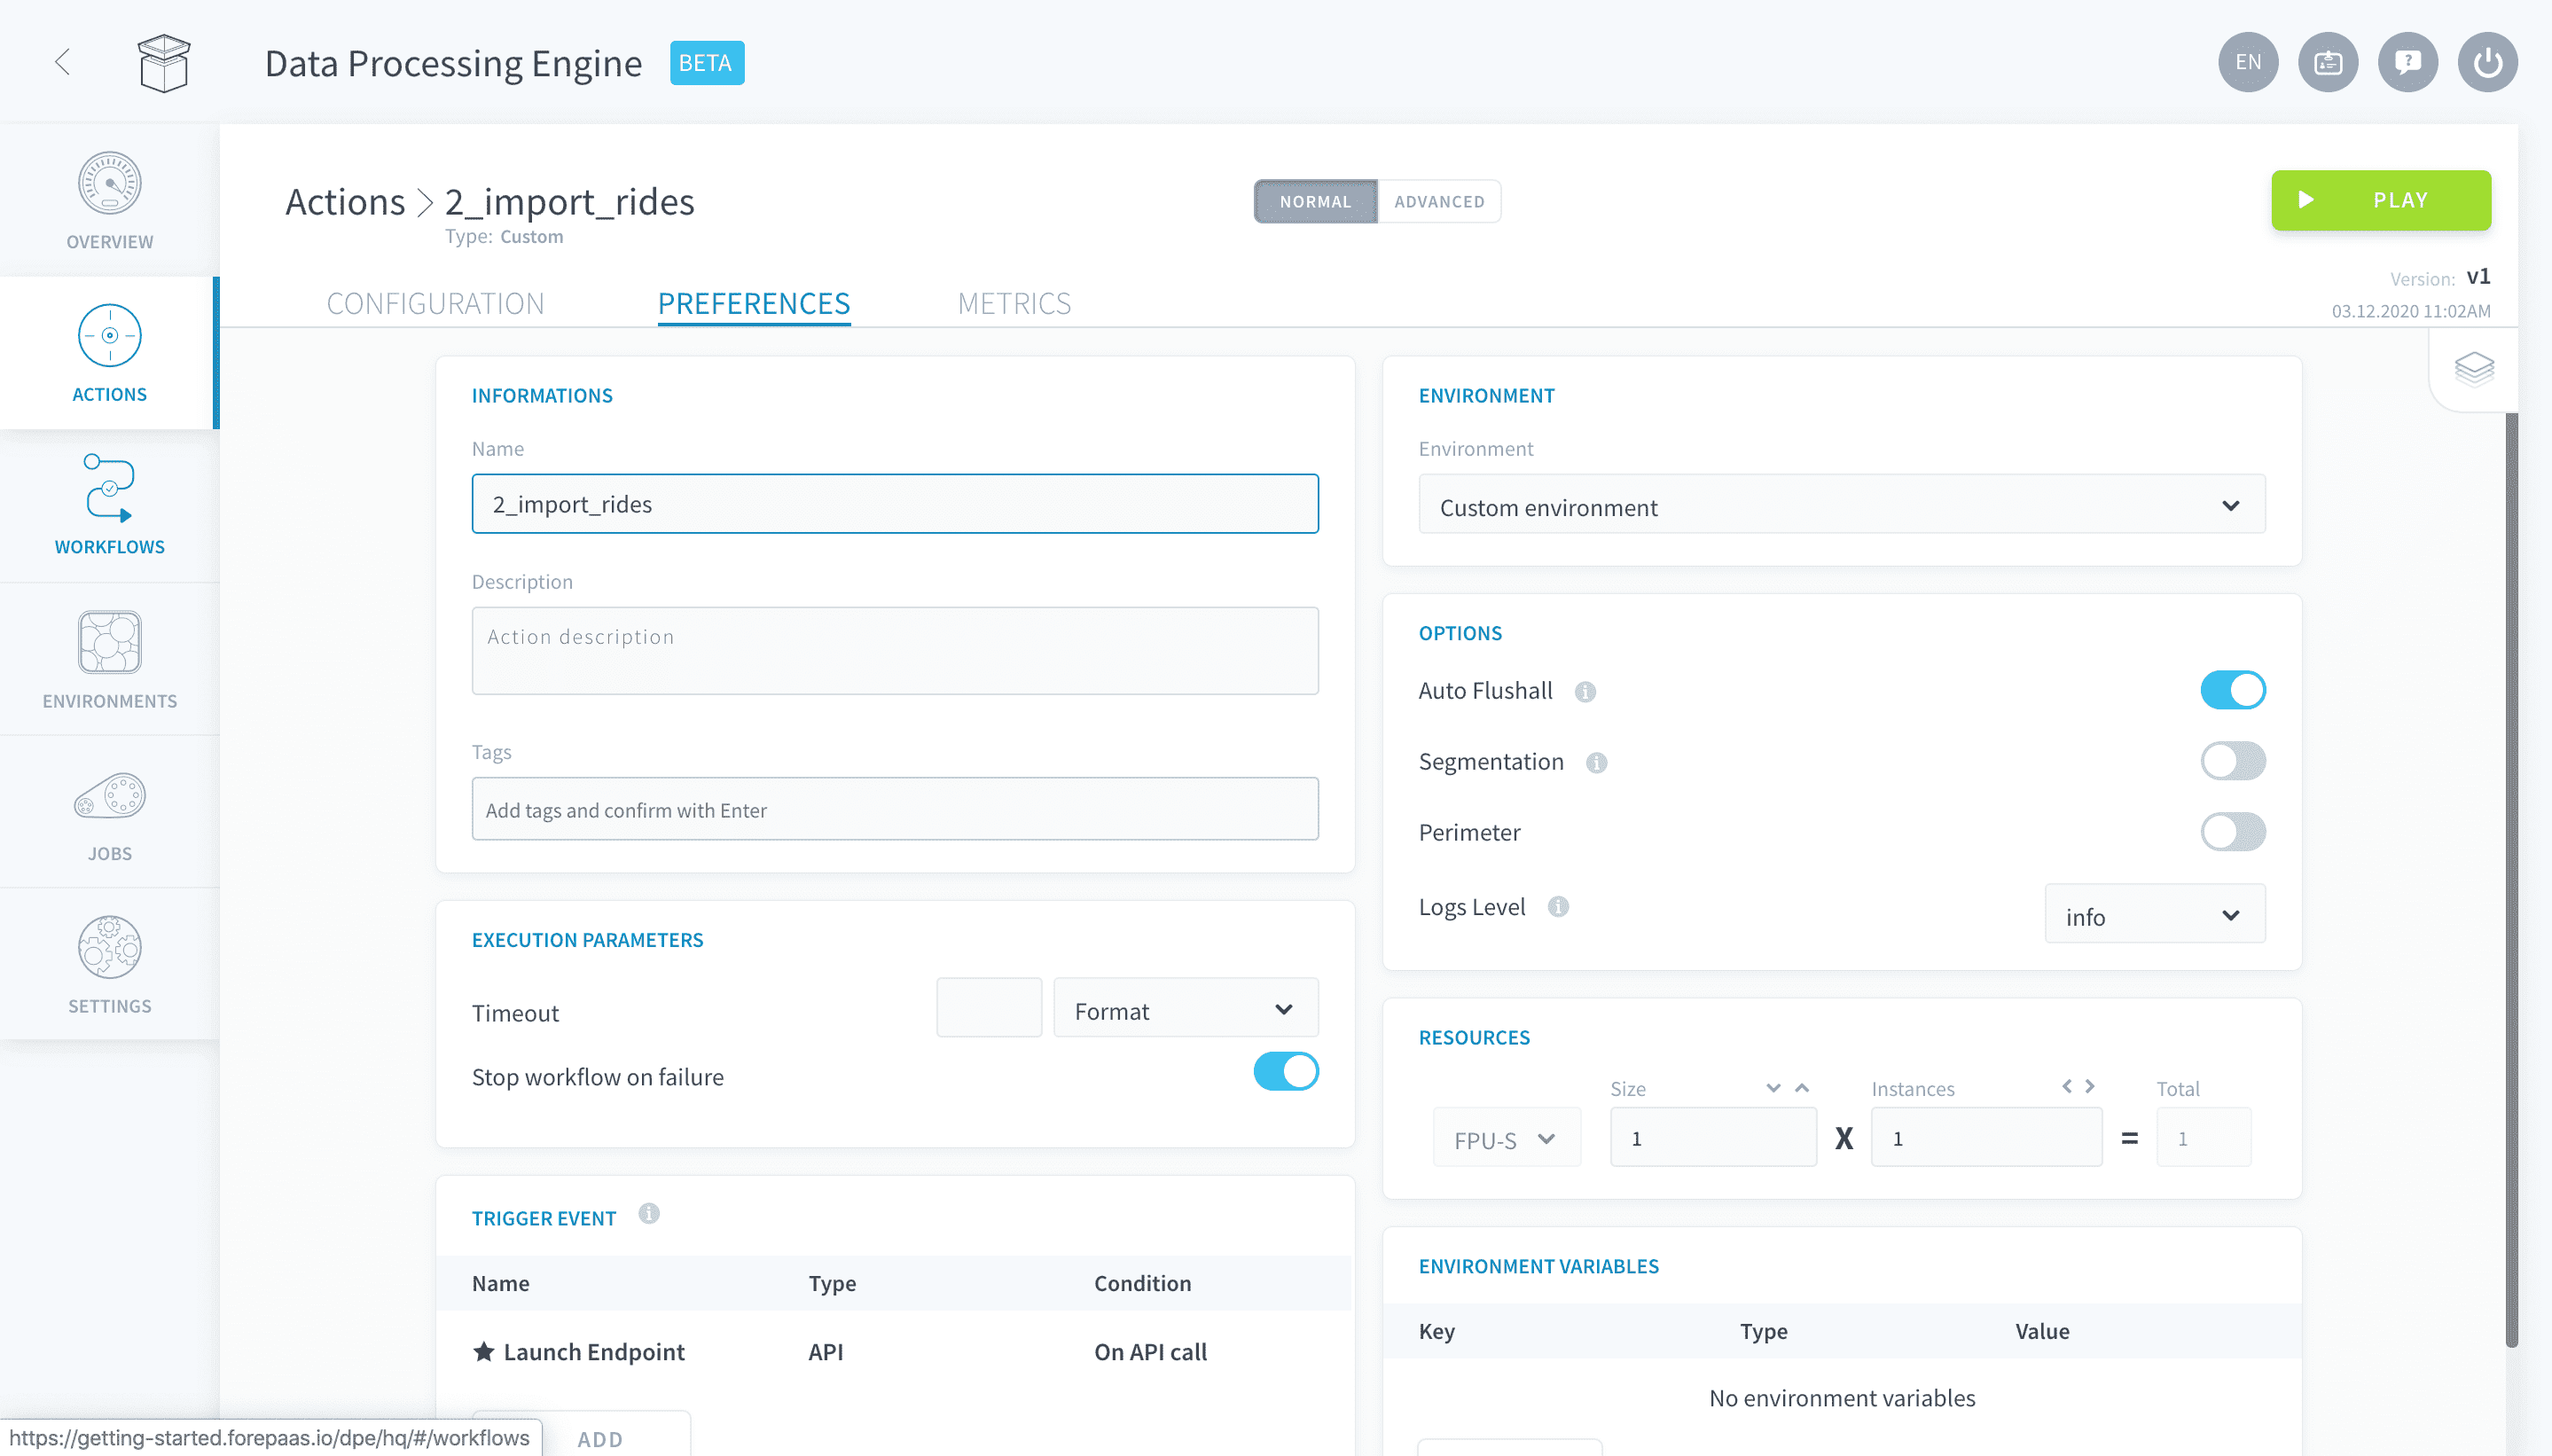 Data Processing Engine BETA
EN
OVERVIEW
ACTIONS
WORKFLOWS
ENVIRONMENTS
JOBS
SETTINGS
Actions > 2_import_rides
Type: Custom
NORMAL ADVANCED
PLAY
Version: v1
03.12.2020 11:02AM
CONFIGURATION PREFERENCES METRICS
INFORMATIONS
Name
2_import_rides
Description
Action description
Tags
Add tags and confirm with Enter
EXECUTION PARAMETERS
Timeout Format
Stop workflow on failure
TRIGGER EVENT
Name Type Condition
Launch Endpoint API On API call
ADD
ENVIRONMENT
Environment
Custom environment
OPTIONS
Auto Flushall
Segmentation
Perimeter
Logs Level info
RESOURCES
Size Instances Total
FPU-S 1 X 1 = 1
ENVIRONMENT VARIABLES
Key Type Value
No environment variables
https://getting-started.forepaas.io/dpe/hq/#/workflows